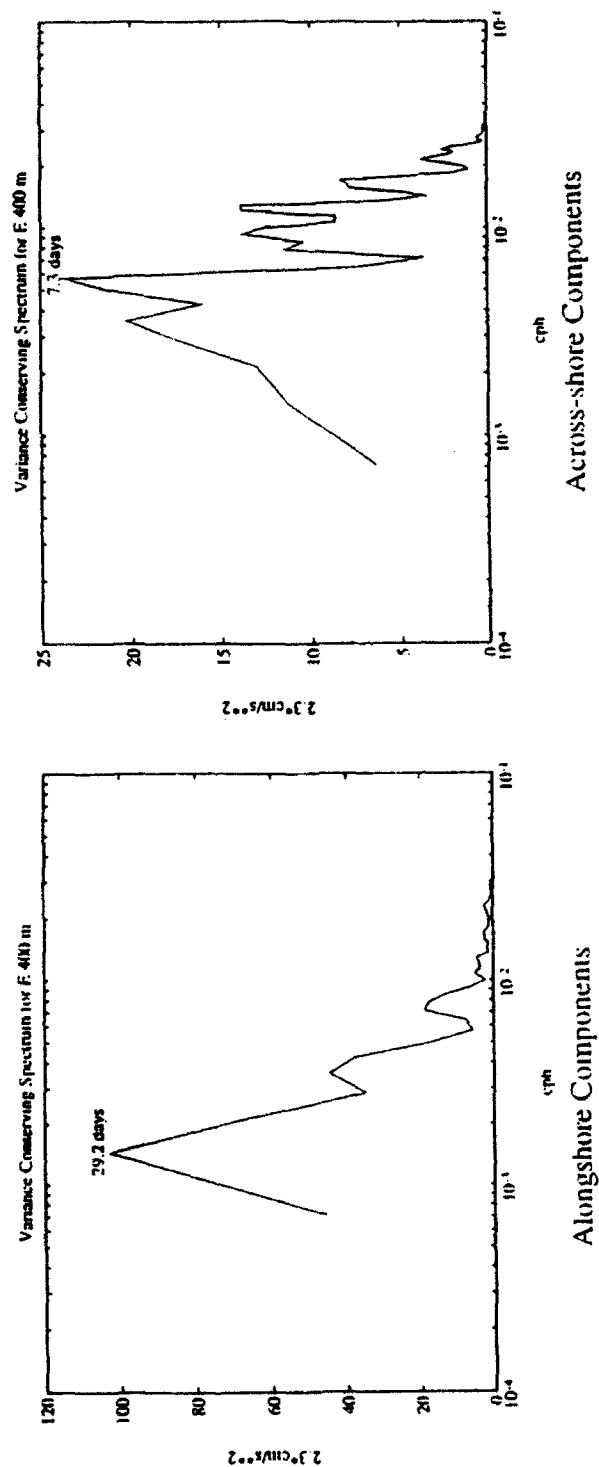 Variance Conserving Spectrum for E 400 m
120
100
80
60
40
20
0
2.3*cm/s**2
29.2 days
10-4
10-3
10-2
10-1
cph
Alongshore Components
Variance Conserving Spectrum for E 400 m
25
20
15
10
5
0
2.3*cm/s**2
7.3 days
10-4
10-3
10-2
10-1
cph
Across-shore Components